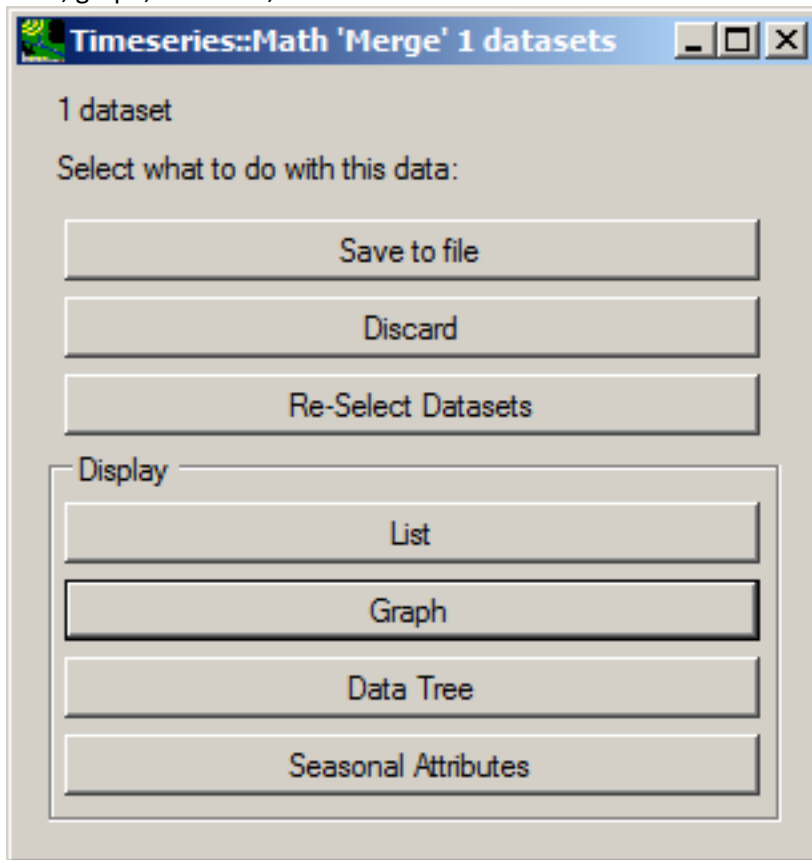 Timeseries::Math 'Merge' 1 datasets
1 dataset
Select what to do with this data:
Save to file
Discard
Re-Select Datasets
Display
List
Graph
Data Tree
Seasonal Attributes